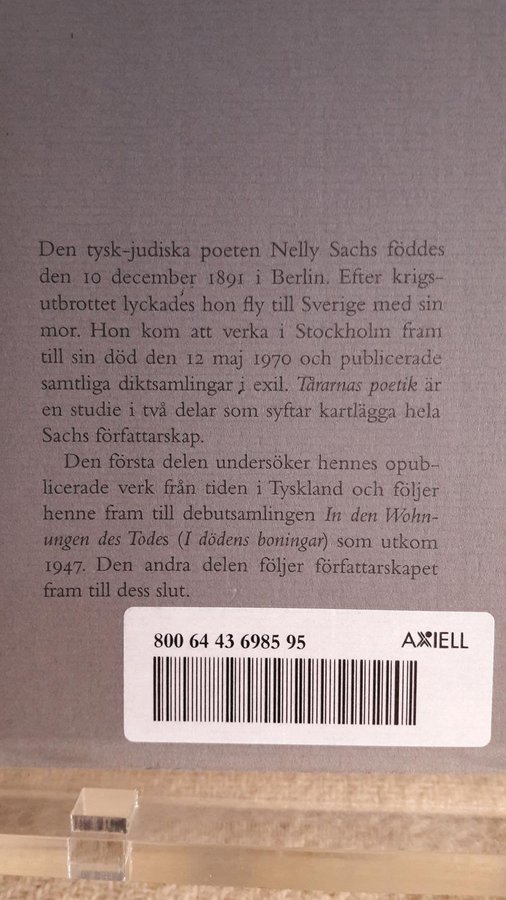 Den tysk-judiska poeten Nelly Sachs föddes
den 10 december 1891 i Berlin. Efter krigs-
utbrottet lyckades hon fly till Sverige med sin
mor. Hon kom att verka i Stockholm fram
till sin död den 12 maj 1970 och publicerade
samtliga diktsamlingar i exil. Tårarnas poetik är
en studie i två delar som syftar kartlägga hela
Sachs författarskap.
Den första delen undersöker hennes opub-
licerade verk från tiden i Tyskland och följer
henne fram till debutsamlingen In den Wohn-
ungen des Todes (I dödens boningar) som utkom
1947. Den andra delen följer författarskapet
fram till dess slut.
800 64 43 6985 95 AXIELL